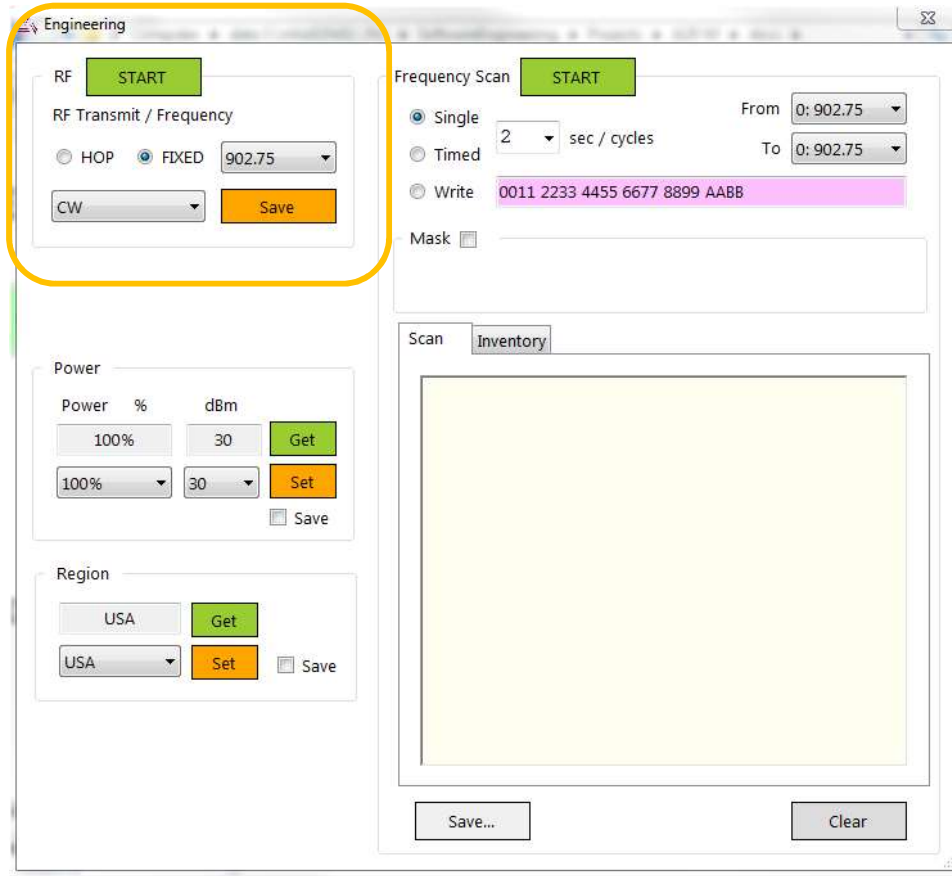 Engineering
RF START
RF Transmit / Frequency
HOP FIXED 902.75
CW Save
Power
Power % dBm
100% 30 Get
100% 30 Set
Save
Region
USA Get
USA Set Save
Frequency Scan START
Single
Timed
2 sec / cycles
From 0: 902.75
To 0: 902.75
Write 0011 2233 4455 6677 8899 AABB
Mask
Scan Inventory
Save... Clear